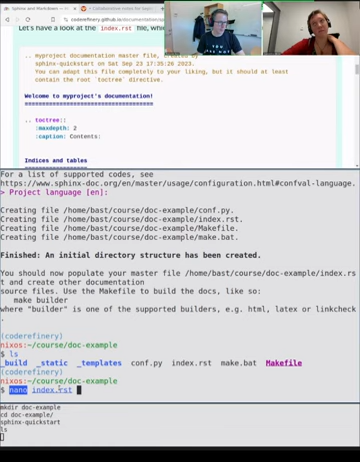 Sphinx and Markdown
Collaborative notes for
coderefinery.github.io/documentation/sp
Let's have a look at the index.rst file, whi
.. myproject documentation master file, created by
sphinx-quickstart on Sat Sep 23 17:35:26 2023.
You can adapt this file completely to your liking, but it should at least
contain the root `toctree` directive.
Welcome to myproject's documentation!
=====================================
.. toctree::
:maxdepth: 2
:caption: Contents:
Indices and tables
For a list of supported codes, see
https://www.sphinx-doc.org/en/master/usage/configuration.html#confval-language.
> Project language [en]:
Creating file /home/bast/course/doc-example/conf.py.
Creating file /home/bast/course/doc-example/index.rst.
Creating file /home/bast/course/doc-example/Makefile.
Creating file /home/bast/course/doc-example/make.bat.
Finished: An initial directory structure has been created.
You should now populate your master file /home/bast/course/doc-example/index.rs
t and create other documentation
source files. Use the Makefile to build the docs, like so:
make builder
where "builder" is one of the supported builders, e.g. html, latex or linkcheck
.
(coderefinery)
nixos:~/course/doc-example
$ ls
_build _static _templates conf.py index.rst make.bat Makefile
(coderefinery)
nixos:~/course/doc-example
$ nano index.rst
mkdir doc-example
cd doc-example/
sphinx-quickstart
ls